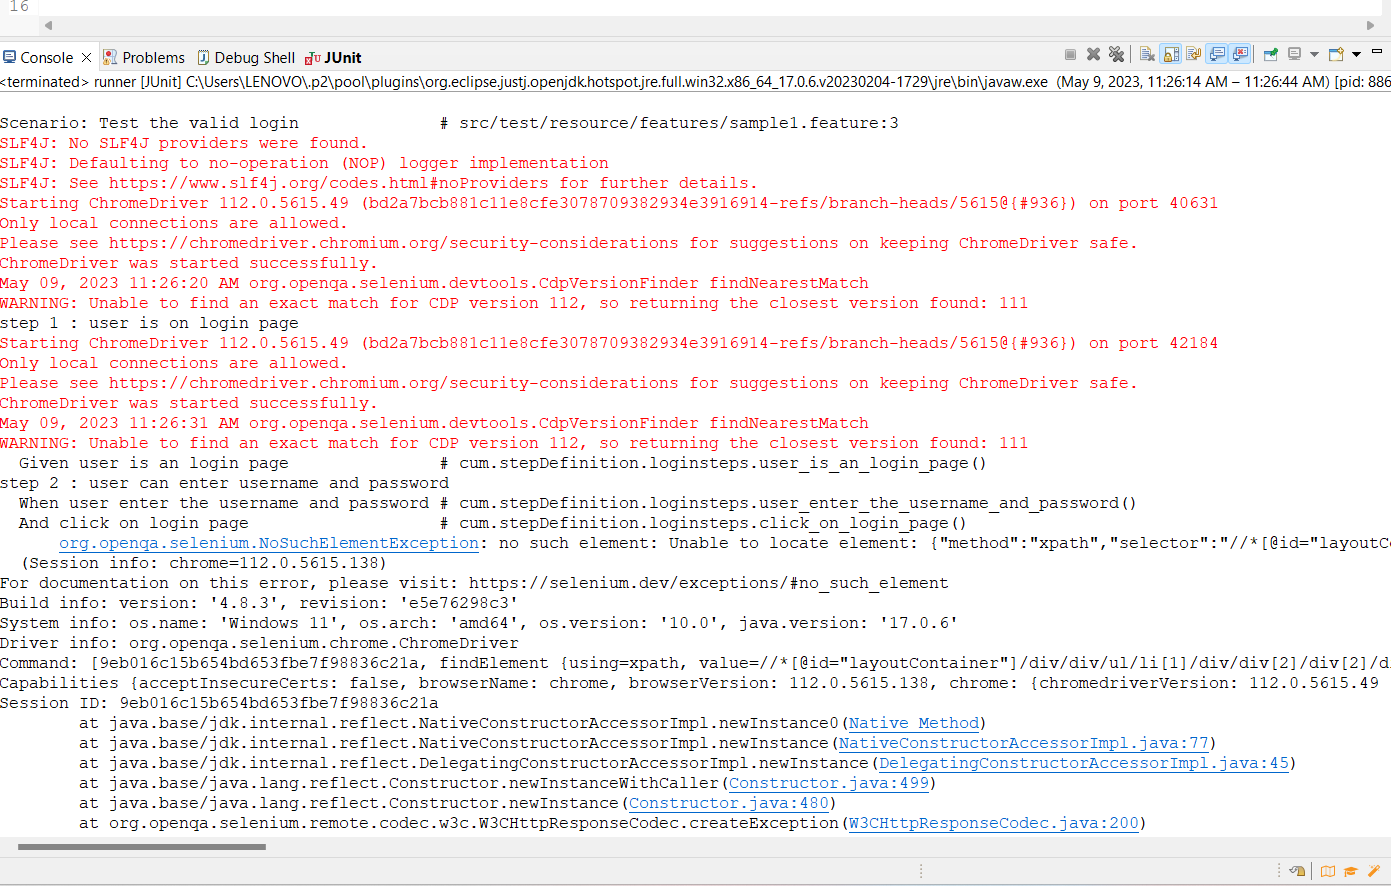 16
Console Problems Debug Shell JUnit
<terminated> runner [JUnit] C:\Users\LENOVO\.p2\pool\plugins\org.eclipse.justj.openjdk.hotspot.jre.full.win32.x86_64_17.0.6.v20230204-1729\jre\bin\javaw.exe (May 9, 2023, 11:26:14 AM – 11:26:44 AM) [pid: 886
Scenario: Test the valid login # src/test/resource/features/sample1.feature:3
SLF4J: No SLF4J providers were found.
SLF4J: Defaulting to no-operation (NOP) logger implementation
SLF4J: See https://www.slf4j.org/codes.html#noProviders for further details.
Starting ChromeDriver 112.0.5615.49 (bd2a7bcb881c11e8cfe3078709382934e3916914-refs/branch-heads/5615@{#936}) on port 40631
Only local connections are allowed.
Please see https://chromedriver.chromium.org/security-considerations for suggestions on keeping ChromeDriver safe.
ChromeDriver was started successfully.
May 09, 2023 11:26:20 AM org.openqa.selenium.devtools.CdpVersionFinder findNearestMatch
WARNING: Unable to find an exact match for CDP version 112, so returning the closest version found: 111
step 1 : user is on login page
Starting ChromeDriver 112.0.5615.49 (bd2a7bcb881c11e8cfe3078709382934e3916914-refs/branch-heads/5615@{#936}) on port 42184
Only local connections are allowed.
Please see https://chromedriver.chromium.org/security-considerations for suggestions on keeping ChromeDriver safe.
ChromeDriver was started successfully.
May 09, 2023 11:26:31 AM org.openqa.selenium.devtools.CdpVersionFinder findNearestMatch
WARNING: Unable to find an exact match for CDP version 112, so returning the closest version found: 111
Given user is an login page # cum.stepDefinition.loginsteps.user_is_an_login_page()
step 2 : user can enter username and password
When user enter the username and password # cum.stepDefinition.loginsteps.user_enter_the_username_and_password()
And click on login page # cum.stepDefinition.loginsteps.click_on_login_page()
org.openqa.selenium.NoSuchElementException: no such element: Unable to locate element: {"method":"xpath","selector":"//*[@id="layoutCo
(Session info: chrome=112.0.5615.138)
For documentation on this error, please visit: https://selenium.dev/exceptions/#no_such_element
Build info: version: '4.8.3', revision: 'e5e76298c3'
System info: os.name: 'Windows 11', os.arch: 'amd64', os.version: '10.0', java.version: '17.0.6'
Driver info: org.openqa.selenium.chrome.ChromeDriver
Command: [9eb016c15b654bd653fbe7f98836c21a, findElement {using=xpath, value=//*[@id="layoutContainer"]/div/div/ul/li[1]/div/div[2]/div[2]/d
Capabilities {acceptInsecureCerts: false, browserName: chrome, browserVersion: 112.0.5615.138, chrome: {chromedriverVersion: 112.0.5615.49
Session ID: 9eb016c15b654bd653fbe7f98836c21a
at java.base/jdk.internal.reflect.NativeConstructorAccessorImpl.newInstance0(Native Method)
at java.base/jdk.internal.reflect.NativeConstructorAccessorImpl.newInstance(NativeConstructorAccessorImpl.java:77)
at java.base/jdk.internal.reflect.DelegatingConstructorAccessorImpl.newInstance(DelegatingConstructorAccessorImpl.java:45)
at java.base/java.lang.reflect.Constructor.newInstanceWithCaller(Constructor.java:499)
at java.base/java.lang.reflect.Constructor.newInstance(Constructor.java:480)
at org.openqa.selenium.remote.codec.w3c.W3CHttpResponseCodec.createException(W3CHttpResponseCodec.java:200)